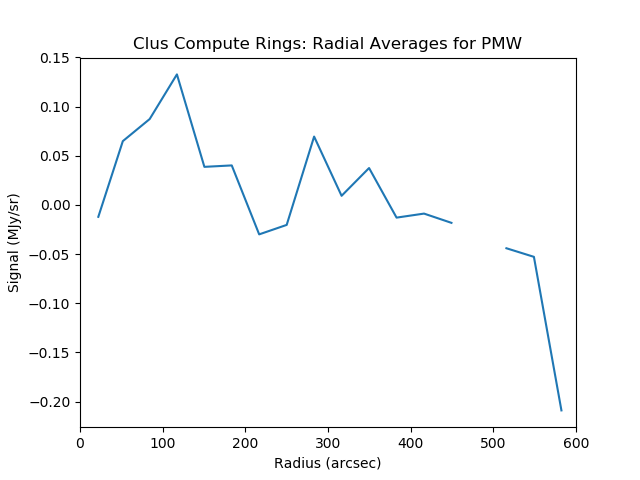 Clus Compute Rings: Radial Averages for PMW
0.15
0.10
0.05
0.00
−0.05
−0.10
−0.15
−0.20
Signal (MJy/sr)
0 100 200 300 400 500 600
Radius (arcsec)